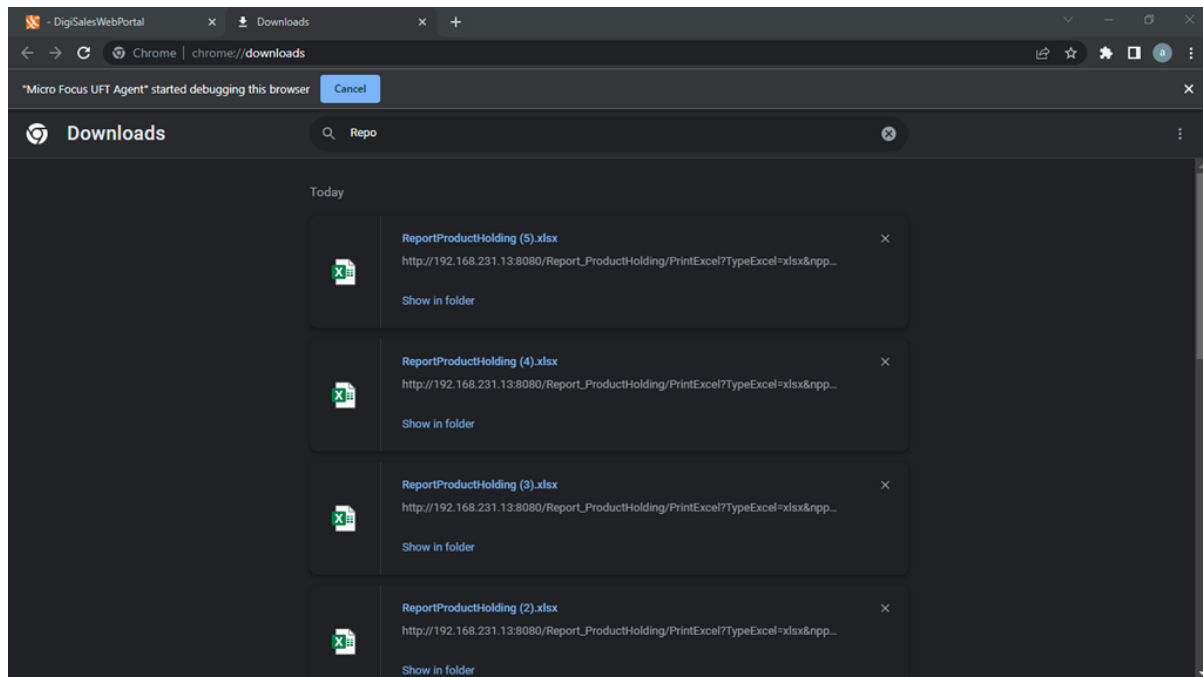 - DigiSalesWebPortal
Downloads
Chrome | chrome://downloads
a
"Micro Focus UFT Agent" started debugging this browser
Cancel
Downloads
Repo
Today
ReportProductHolding (5).xlsx
http://192.168.231.13:8080/Report_ProductHolding/PrintExcel?TypeExcel=xlsx&npp...
Show in folder
ReportProductHolding (4).xlsx
http://192.168.231.13:8080/Report_ProductHolding/PrintExcel?TypeExcel=xlsx&npp...
Show in folder
ReportProductHolding (3).xlsx
http://192.168.231.13:8080/Report_ProductHolding/PrintExcel?TypeExcel=xlsx&npp...
Show in folder
ReportProductHolding (2).xlsx
http://192.168.231.13:8080/Report_ProductHolding/PrintExcel?TypeExcel=xlsx&npp...
Show in folder